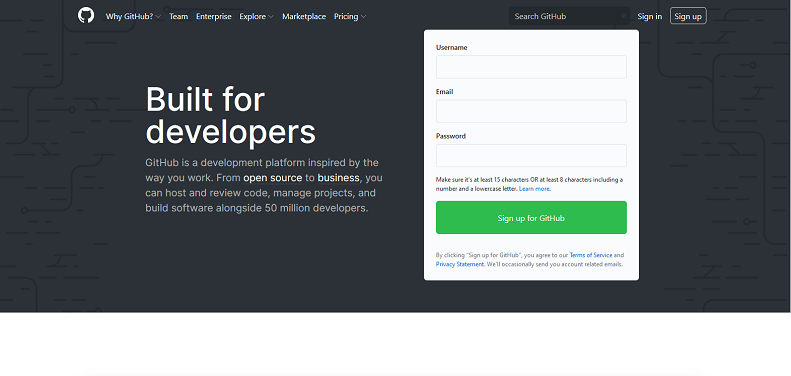 Why GitHub? Team Enterprise Explore Marketplace Pricing Search GitHub Sign in Sign up
Built for
developers
GitHub is a development platform inspired by the
way you work. From open source to business, you
can host and review code, manage projects, and
build software alongside 50 million developers.
Username
Email
Password
Make sure it's at least 15 characters OR at least 8 characters including a
number and a lowercase letter. Learn more.
Sign up for GitHub
By clicking "Sign up for GitHub", you agree to our Terms of Service and
Privacy Statement. We'll occasionally send you account related emails.